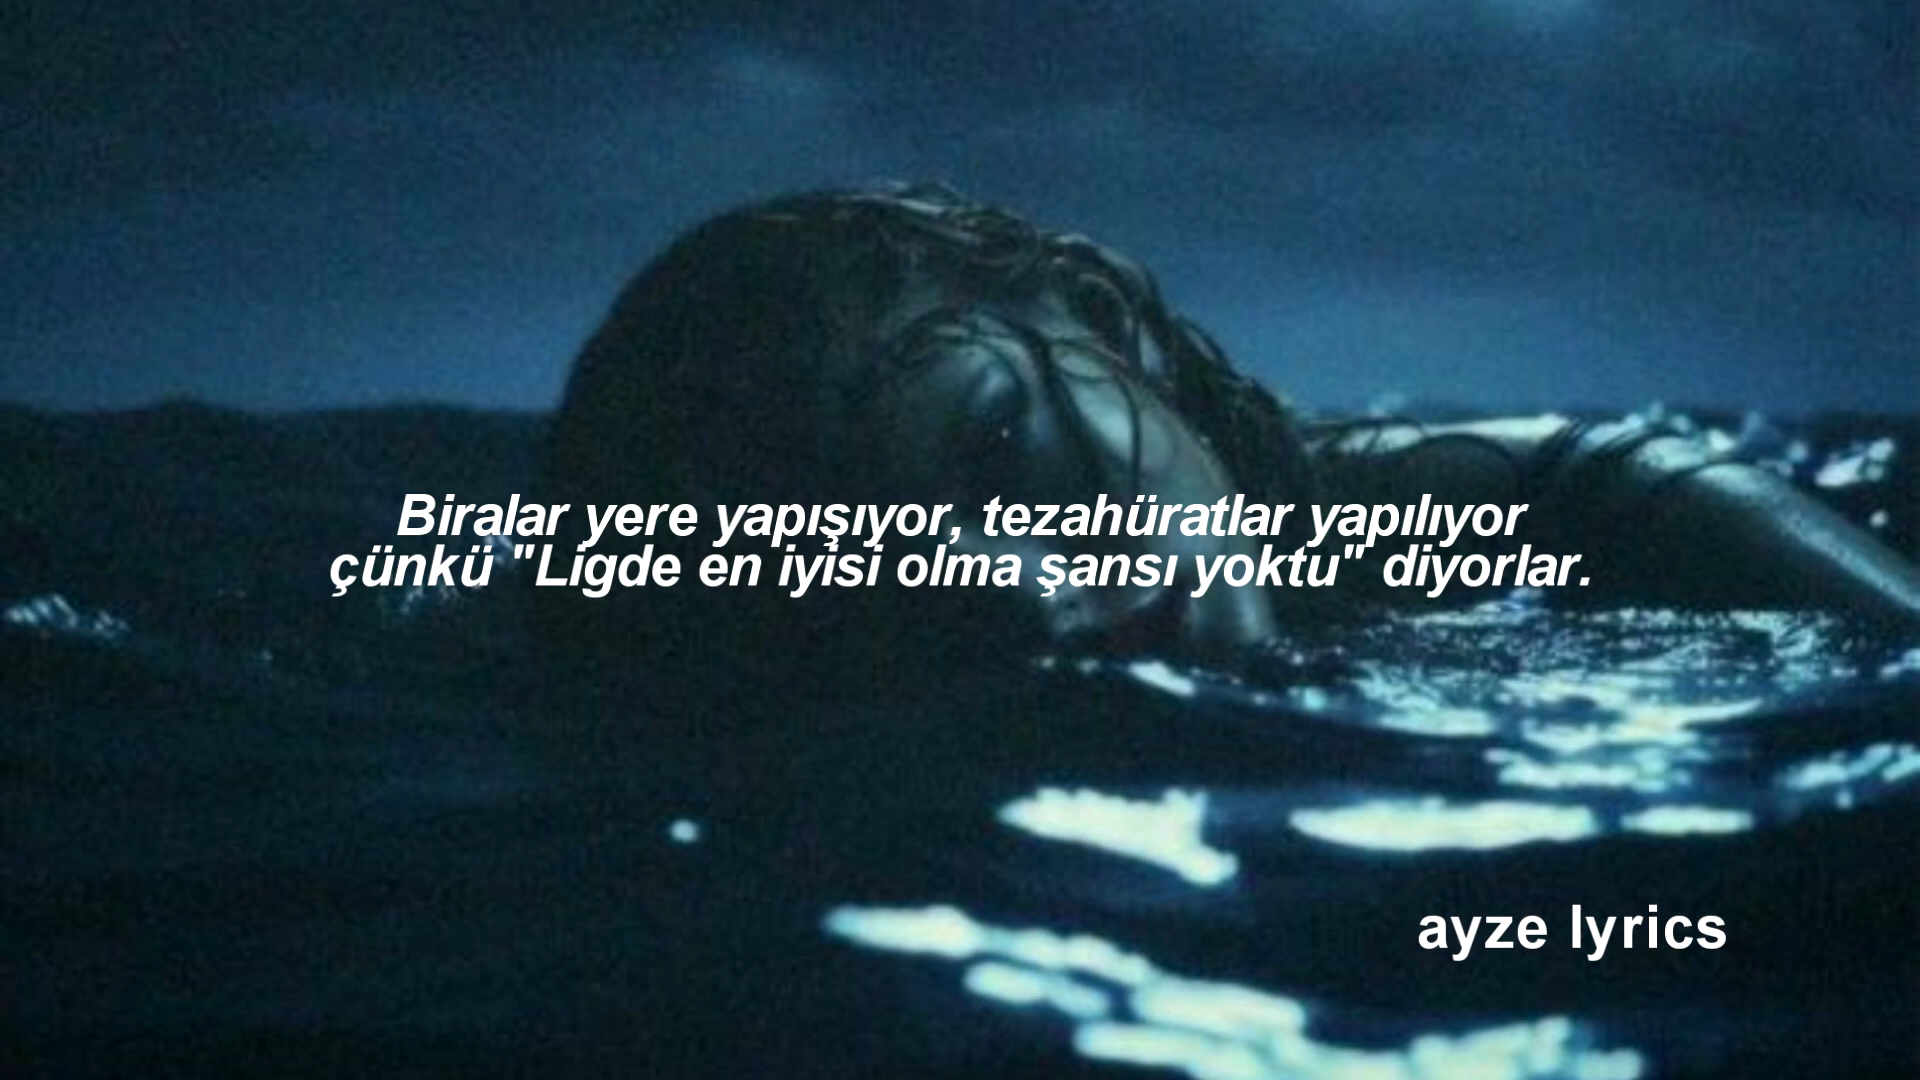 Biralar yere yapışıyor, tezahüratlar yapılıyor
çünkü "Ligde en iyisi olma şansı yoktu" diyorlar.
ayze lyrics